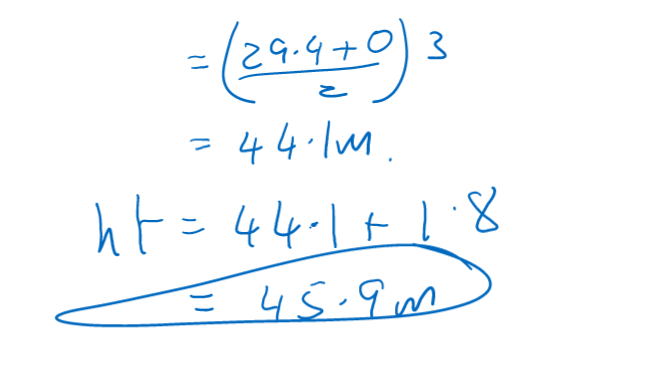 = (29.4+0/2) 3
= 44.1m.
ht = 44.1 + 1.8
= 45.9m